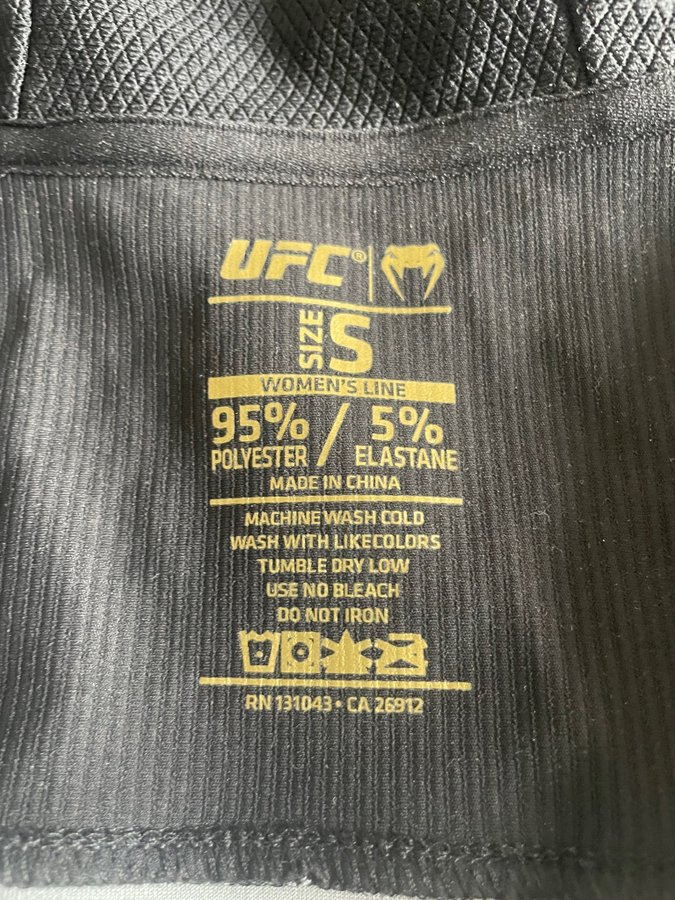 UFC®
SIZE S
WOMEN'S LINE
95% / 5%
POLYESTER ELASTANE
MADE IN CHINA
MACHINE WASH COLD
WASH WITH LIKECOLORS
TUMBLE DRY LOW
USE NO BLEACH
DO NOT IRON
RN 131043 • CA 26912